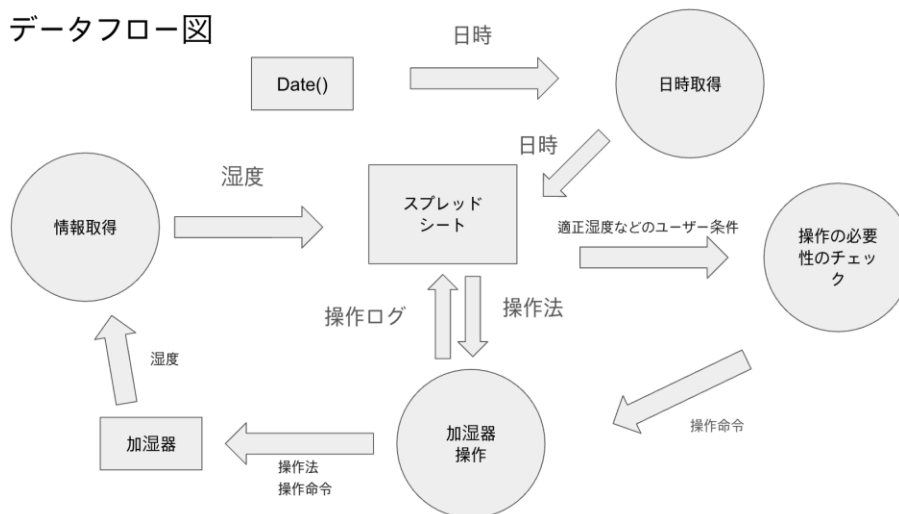 データフロー図
日時
Date()
日時取得
日時
湿度
スプレッド
シート
情報取得
適正湿度などのユーザー条件
操作の必要
性のチェッ
ク
操作ログ
操作法
湿度
加湿器
操作法
操作命令
加湿器
操作
操作命令